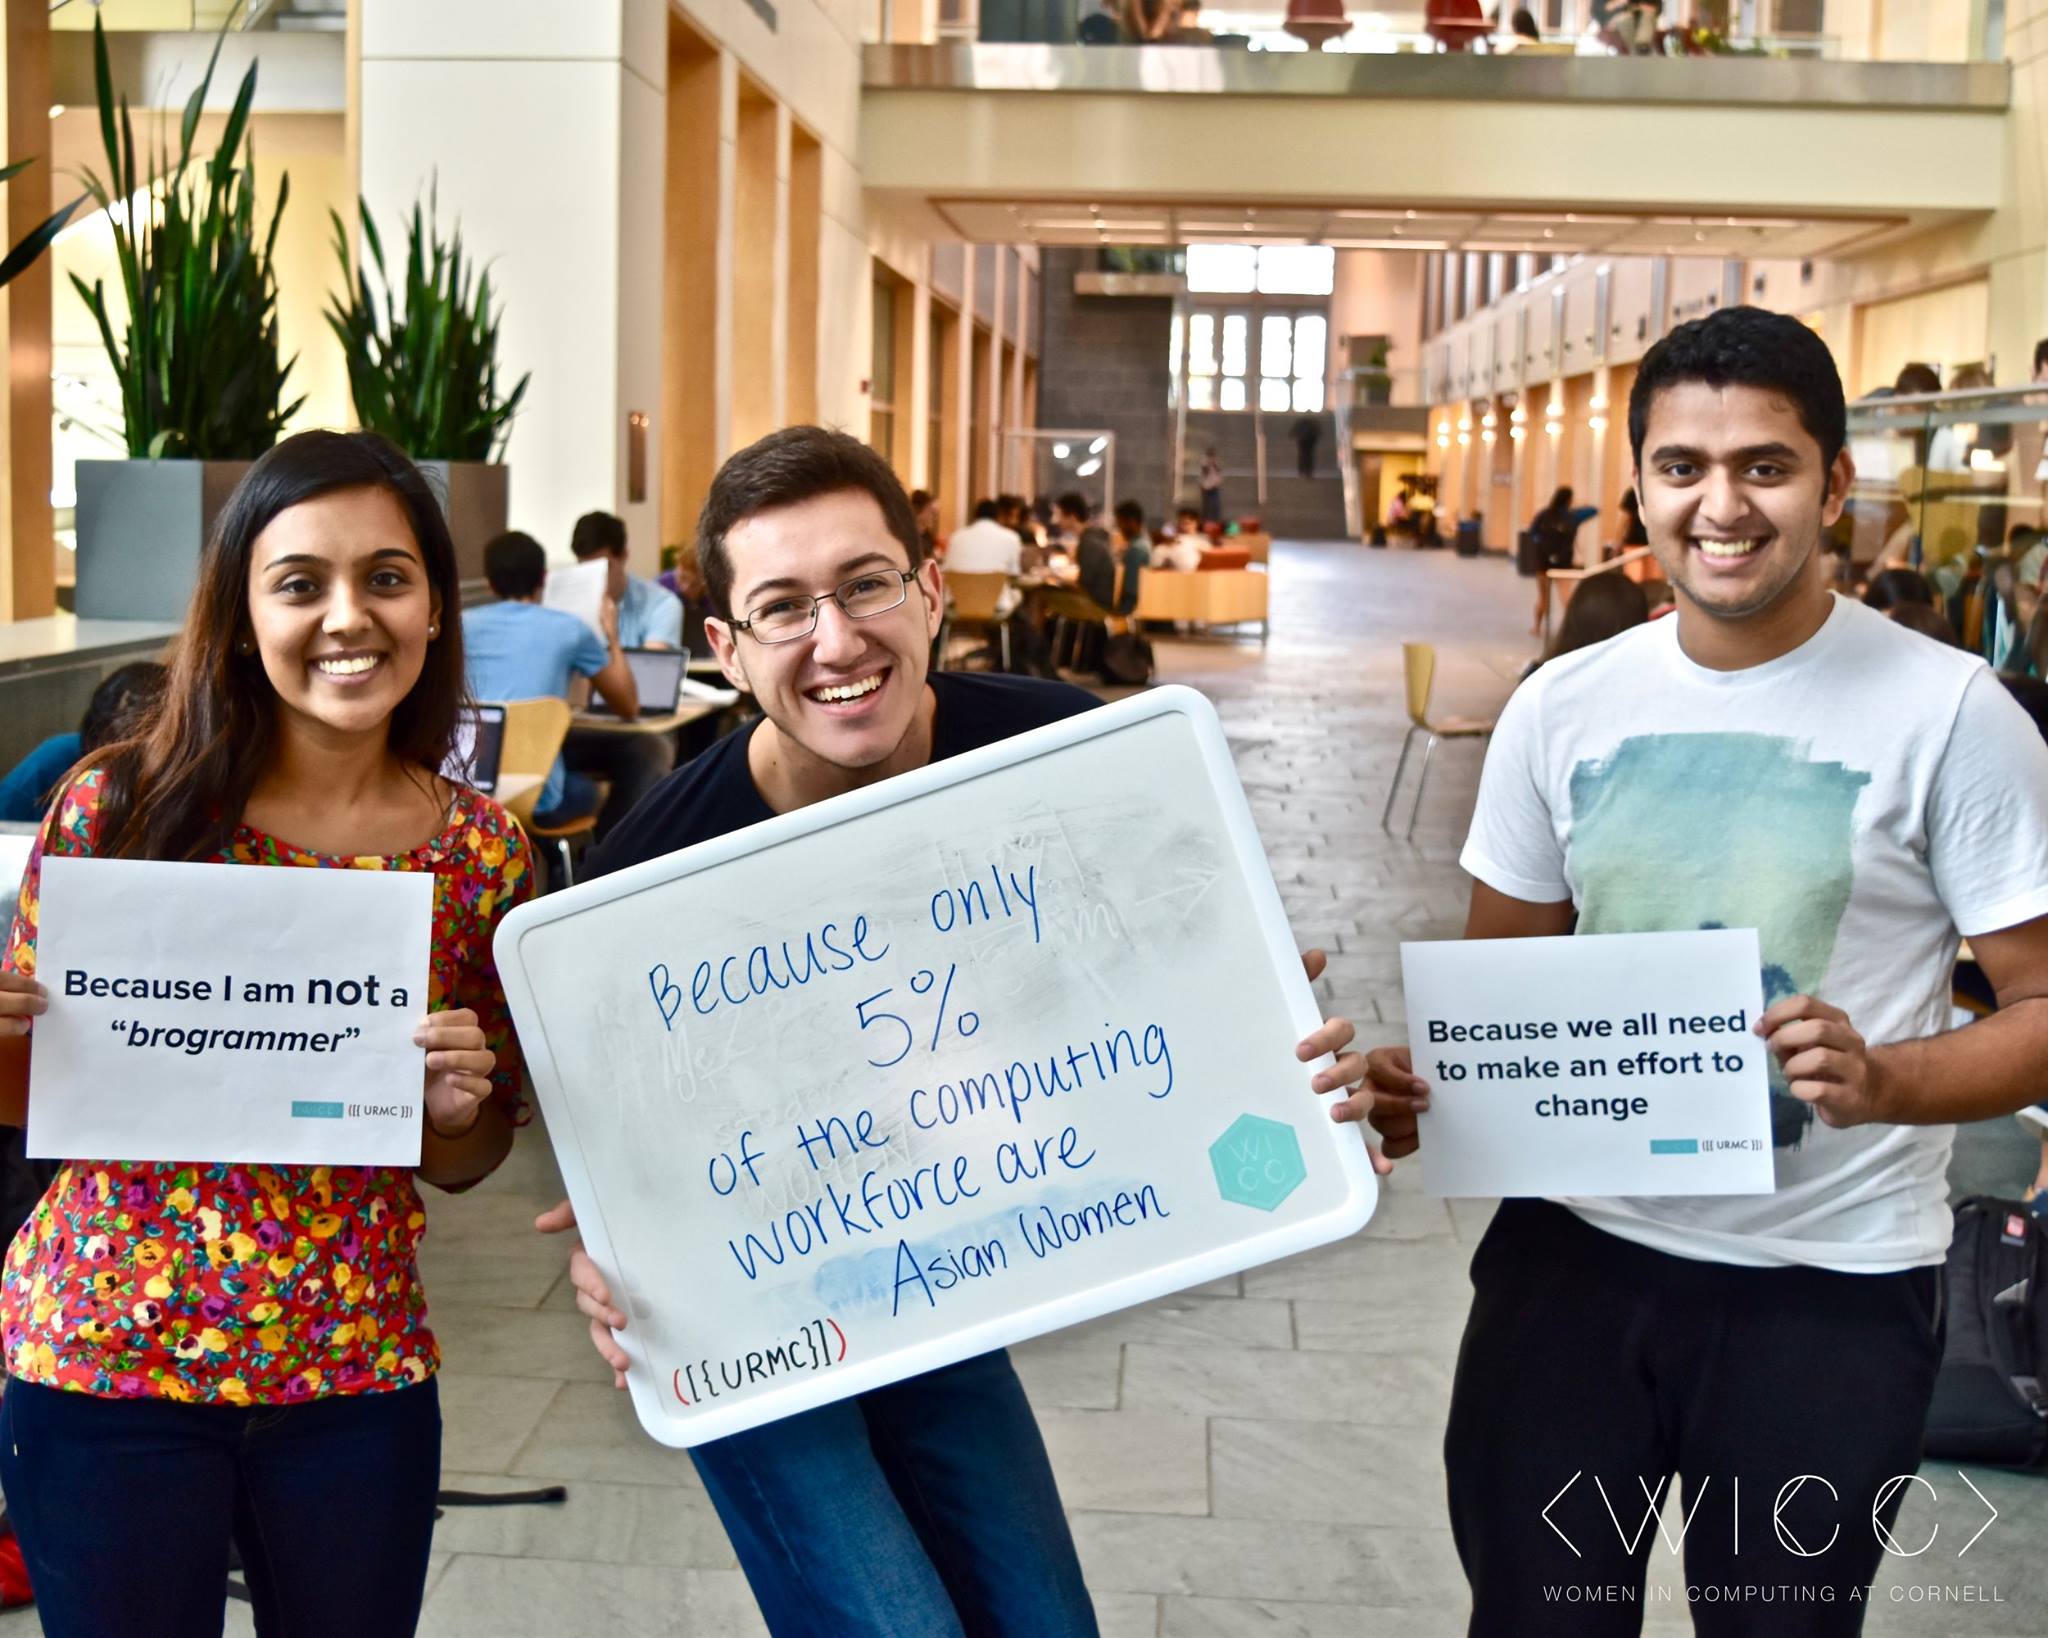 Because I am not a
“brogrammer”
<WICC> ([{ URMC }])
Because only
5%
of the computing
workforce are
Asian Women
WI
CC
([{URMC}])
Because we all need
to make an effort to
change
([{ URMC }])
<WICC>
WOMEN IN COMPUTING AT CORNELL